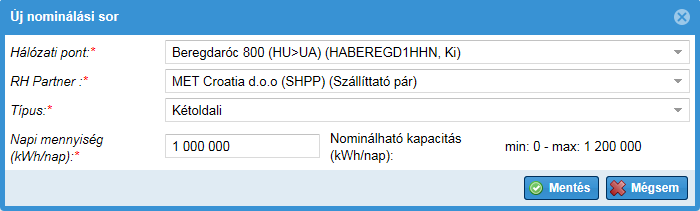 Új nominálási sor
Hálózati pont:* Beregdaróc 800 (HU>UA) (HABEREGD1HHN, Ki)
RH Partner :* MET Croatia d.o.o (SHPP) (Szállíttató pár)
Típus:* Kétoldali
Napi mennyiség (kWh/nap):* 1 000 000 Nominálható kapacitás (kWh/nap): min: 0 - max: 1 200 000
Mentés Mégsem